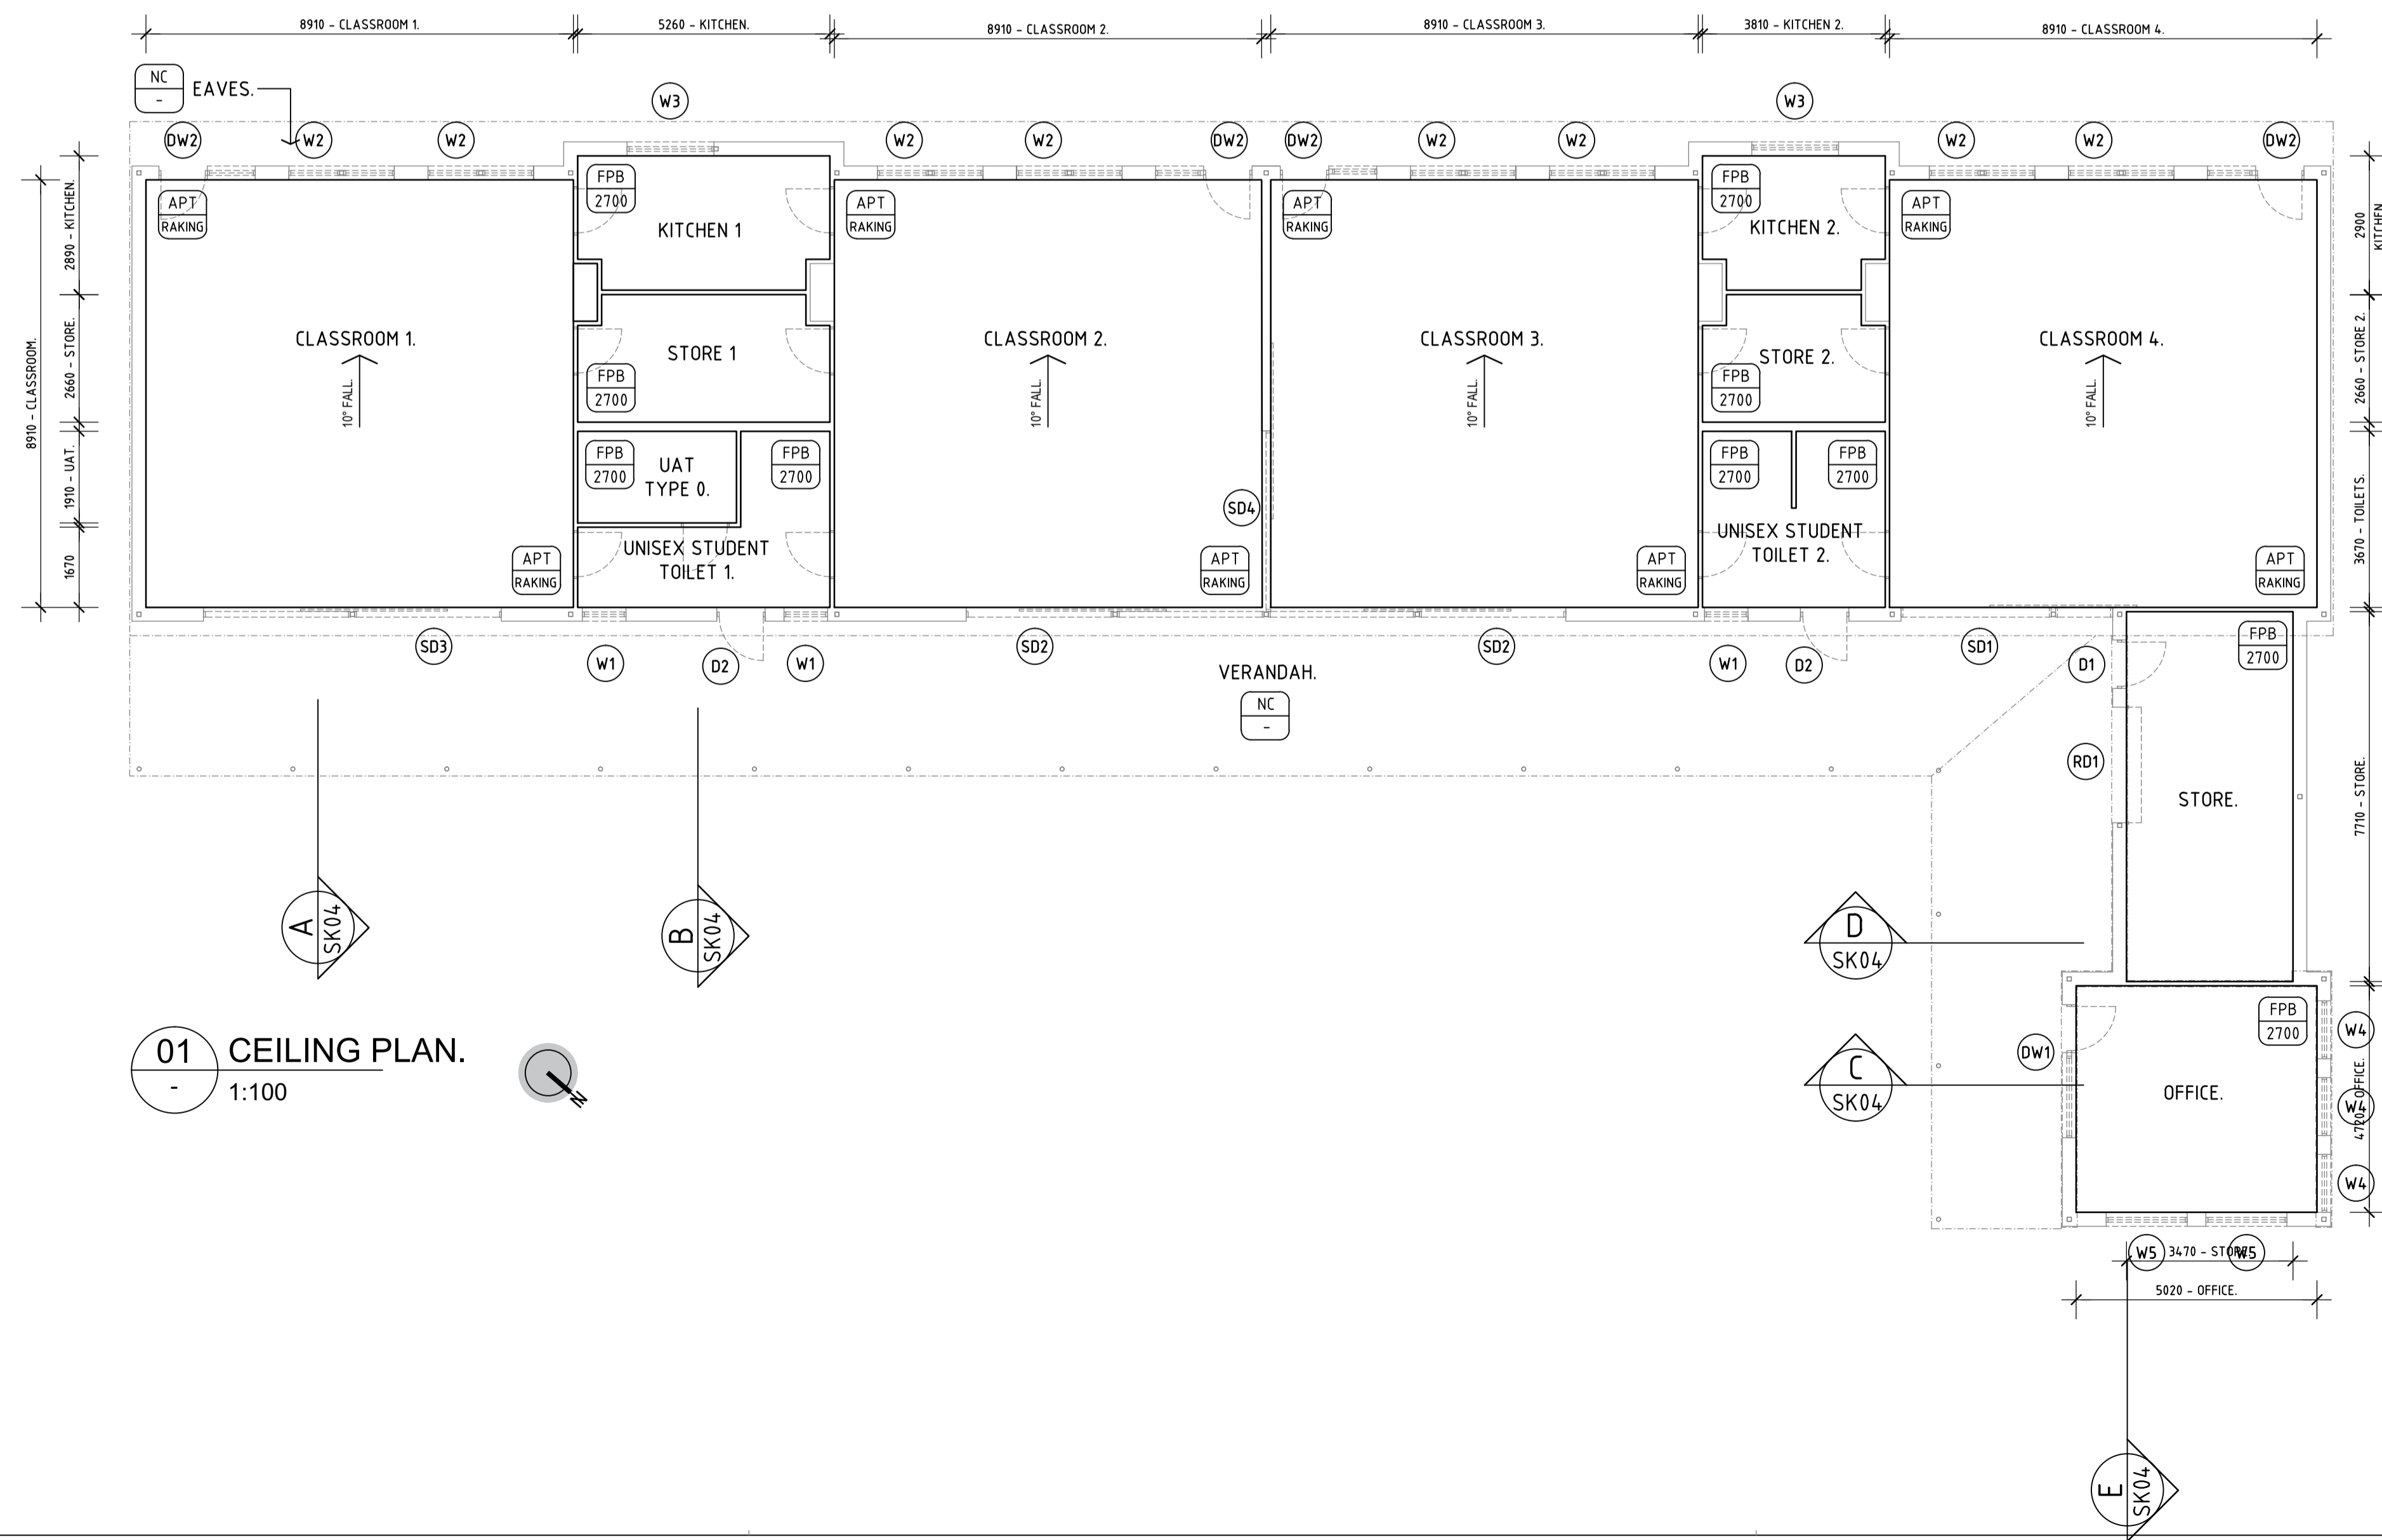 8910 - CLASSROOM 1.
5260 - KITCHEN.
8910 - CLASSROOM 2.
8910 - CLASSROOM 3.
3810 - KITCHEN 2.
8910 - CLASSROOM 4.
NC
-
EAVES.
W3
W3
DW2
W2
W2
W2
W2
DW2
DW2
W2
W2
W2
W2
DW2
8910 - CLASSROOM.
2890 - KITCHEN.
2660 - STORE.
1910 - UAT.
1670
APT
RAKING
FPB
2700
KITCHEN 1
APT
RAKING
APT
RAKING
FPB
2700
KITCHEN 2.
APT
RAKING
2900
KITCHEN
2660 - STORE 2.
3670 - TOILETS.
7710 - STORE.
4720 - OFFICE.
CLASSROOM 1.
10° FALL.
STORE 1
FPB
2700
CLASSROOM 2.
10° FALL.
CLASSROOM 3.
10° FALL.
STORE 2.
FPB
2700
CLASSROOM 4.
10° FALL.
FPB
2700
UAT
TYPE 0.
FPB
2700
FPB
2700
FPB
2700
SD4
UNISEX STUDENT
TOILET 1.
UNISEX STUDENT
TOILET 2.
APT
RAKING
APT
RAKING
APT
RAKING
APT
RAKING
SD3
W1
D2
W1
SD2
SD2
W1
D2
SD1
D1
FPB
2700
VERANDAH.
NC
-
RD1
STORE.
A
SK04
B
SK04
D
SK04
C
SK04
DW1
FPB
2700
OFFICE.
W4
W4
W4
01
-
CEILING PLAN.
1:100
N
W5
3470 - STORE.
W5
5020 - OFFICE.
E
SK04